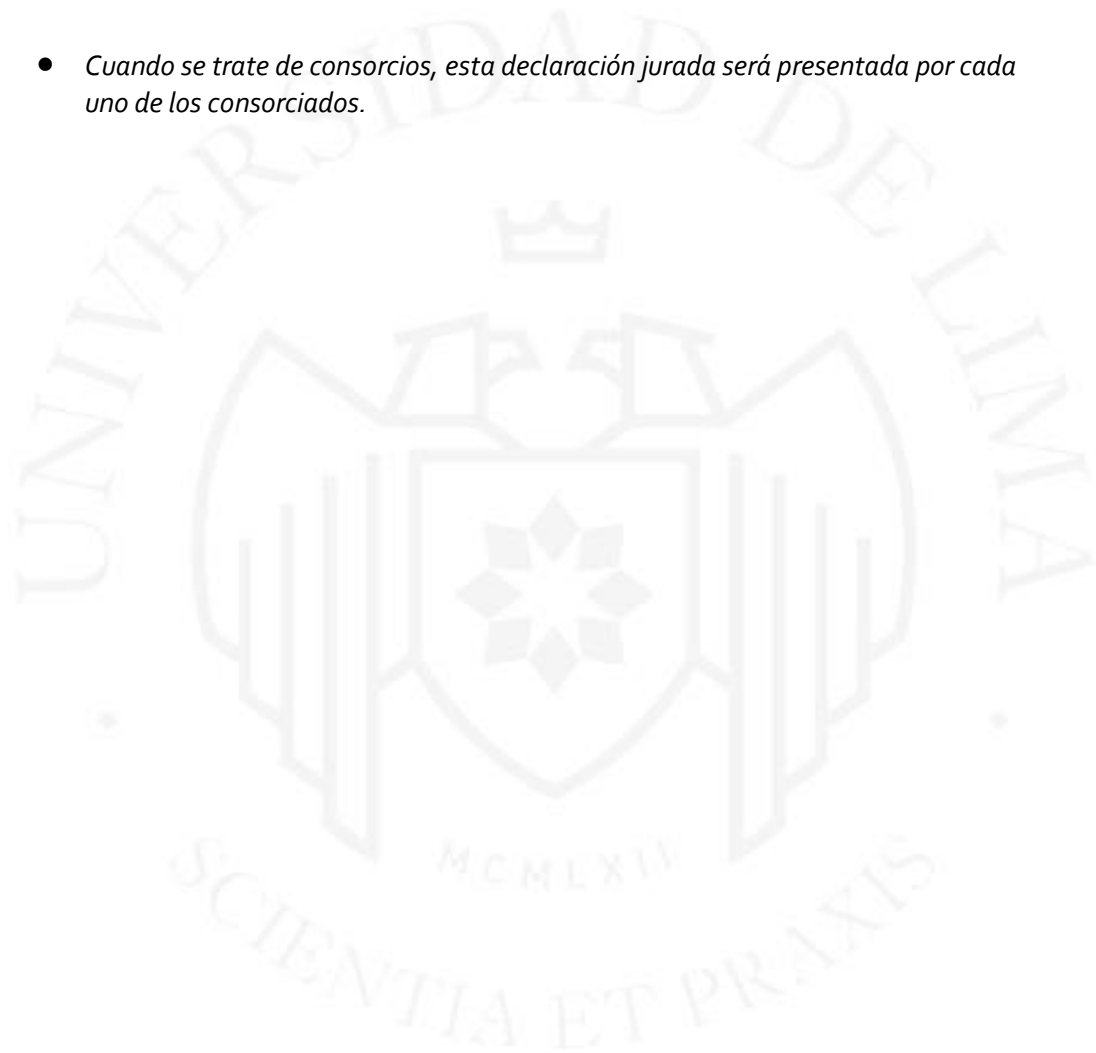 • Cuando se trate de consorcios, esta declaración jurada será presentada por cada
uno de los consorciados.
UNIVERSIDAD DE LIMA
MCMLXII
SCIENTIA ET PRAXIS